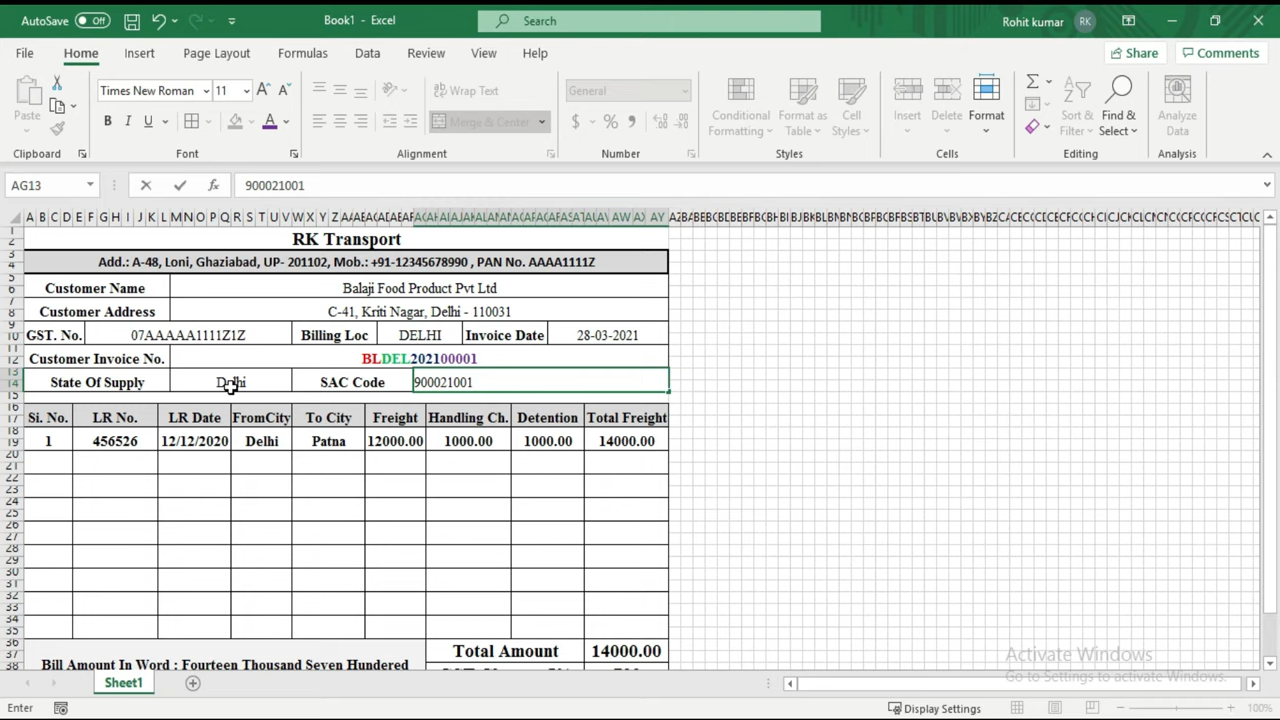 AutoSave Off Book1 - Excel Search Rohit kumar RK
File Home Insert Page Layout Formulas Data Review View Help Share Comments
Paste Times New Roman 11 Wrap Text General Conditional Formatting Format as Table Cell Styles Insert Delete Format Sort & Filter Find & Select Analyze Data
Merge & Center
Clipboard Font Alignment Number Styles Cells Editing Analysis
AG13 fx 900021001
RK Transport
Add.: A-48, Loni, Ghaziabad, UP- 201102, Mob.: +91-12345678990 , PAN No. AAAA1111Z
Customer Name Balaji Food Product Pvt Ltd
Customer Address C-41, Kriti Nagar, Delhi - 110031
GST. No. 07AAAAA1111Z1Z Billing Loc DELHI Invoice Date 28-03-2021
Customer Invoice No. BLDEL202100001
State Of Supply Delhi SAC Code 900021001
Si. No. LR No. LR Date FromCity To City Freight Handling Ch. Detention Total Freight
1 456526 12/12/2020 Delhi Patna 12000.00 1000.00 1000.00 14000.00
Total Amount 14000.00
Bill Amount In Word : Fourteen Thousand Seven Hundred
Activate Windows
Go to Settings to activate Windows.
Sheet1
Enter Display Settings 100%